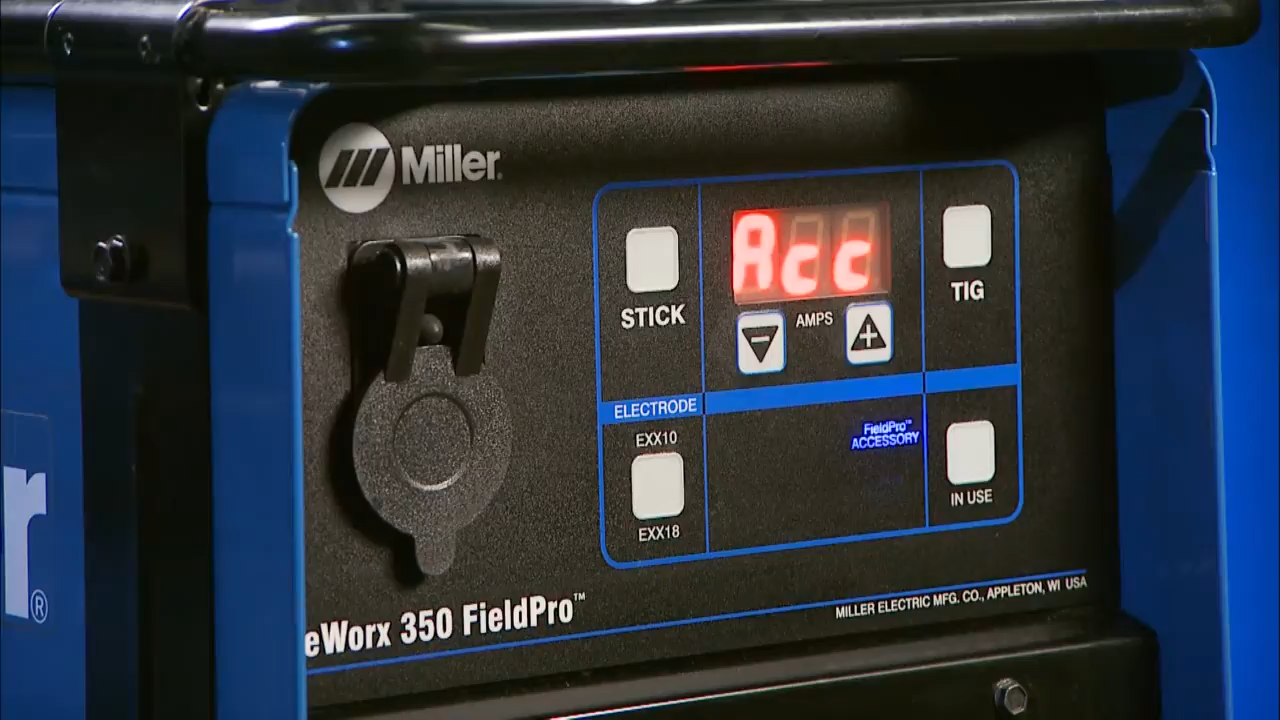 Miller®
Acc
STICK
TIG
AMPS
ELECTRODE
EXX10
FieldPro™
ACCESSORY
EXX18
IN USE
eWorx 350 FieldPro™
MILLER ELECTRIC MFG. CO., APPLETON, WI USA
r®